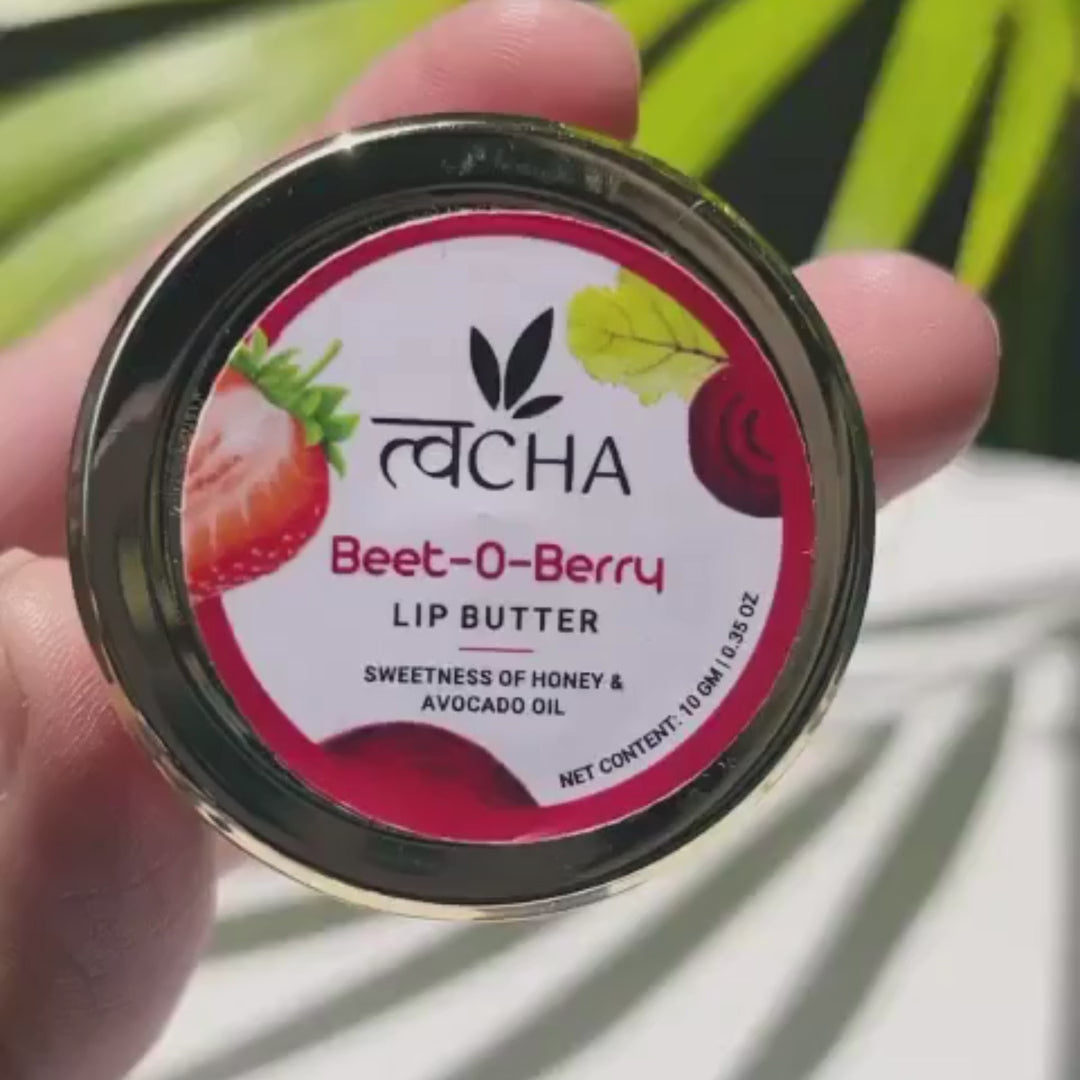 त्वCHA
Beet-O-Berry
LIP BUTTER
SWEETNESS OF HONEY &
AVOCADO OIL
NET CONTENT: 10 GM | 0.35 OZ